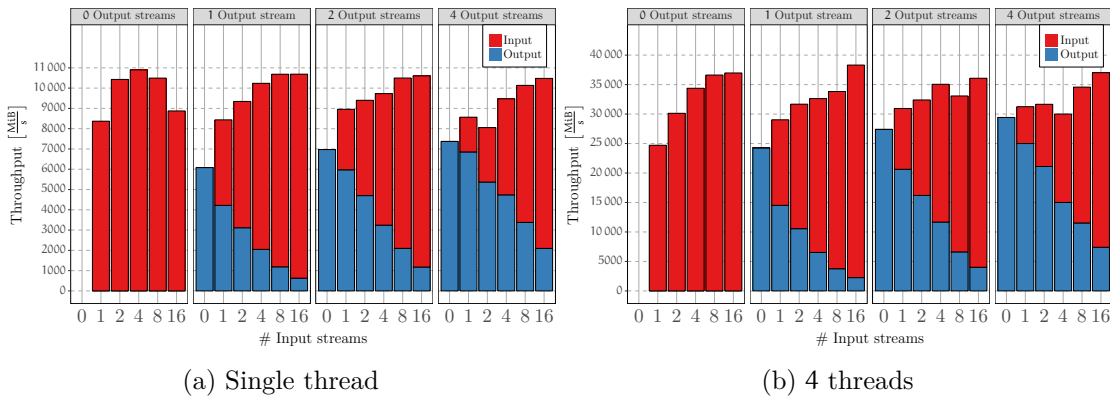 0 Output streams
1 Output stream
2 Output streams
4 Output streams
Input
Output
11 000
10 000
9000
8000
7000
6000
5000
4000
3000
2000
1000
0
Throughput [MiB/s]
0 1 2 4 8 16 0 1 2 4 8 16 0 1 2 4 8 16 0 1 2 4 8 16
# Input streams
(a) Single thread
0 Output streams
1 Output stream
2 Output streams
4 Output streams
Input
Output
40 000
35 000
30 000
25 000
20 000
15 000
10 000
5000
0
Throughput [MiB/s]
0 1 2 4 8 16 0 1 2 4 8 16 0 1 2 4 8 16 0 1 2 4 8 16
# Input streams
(b) 4 threads